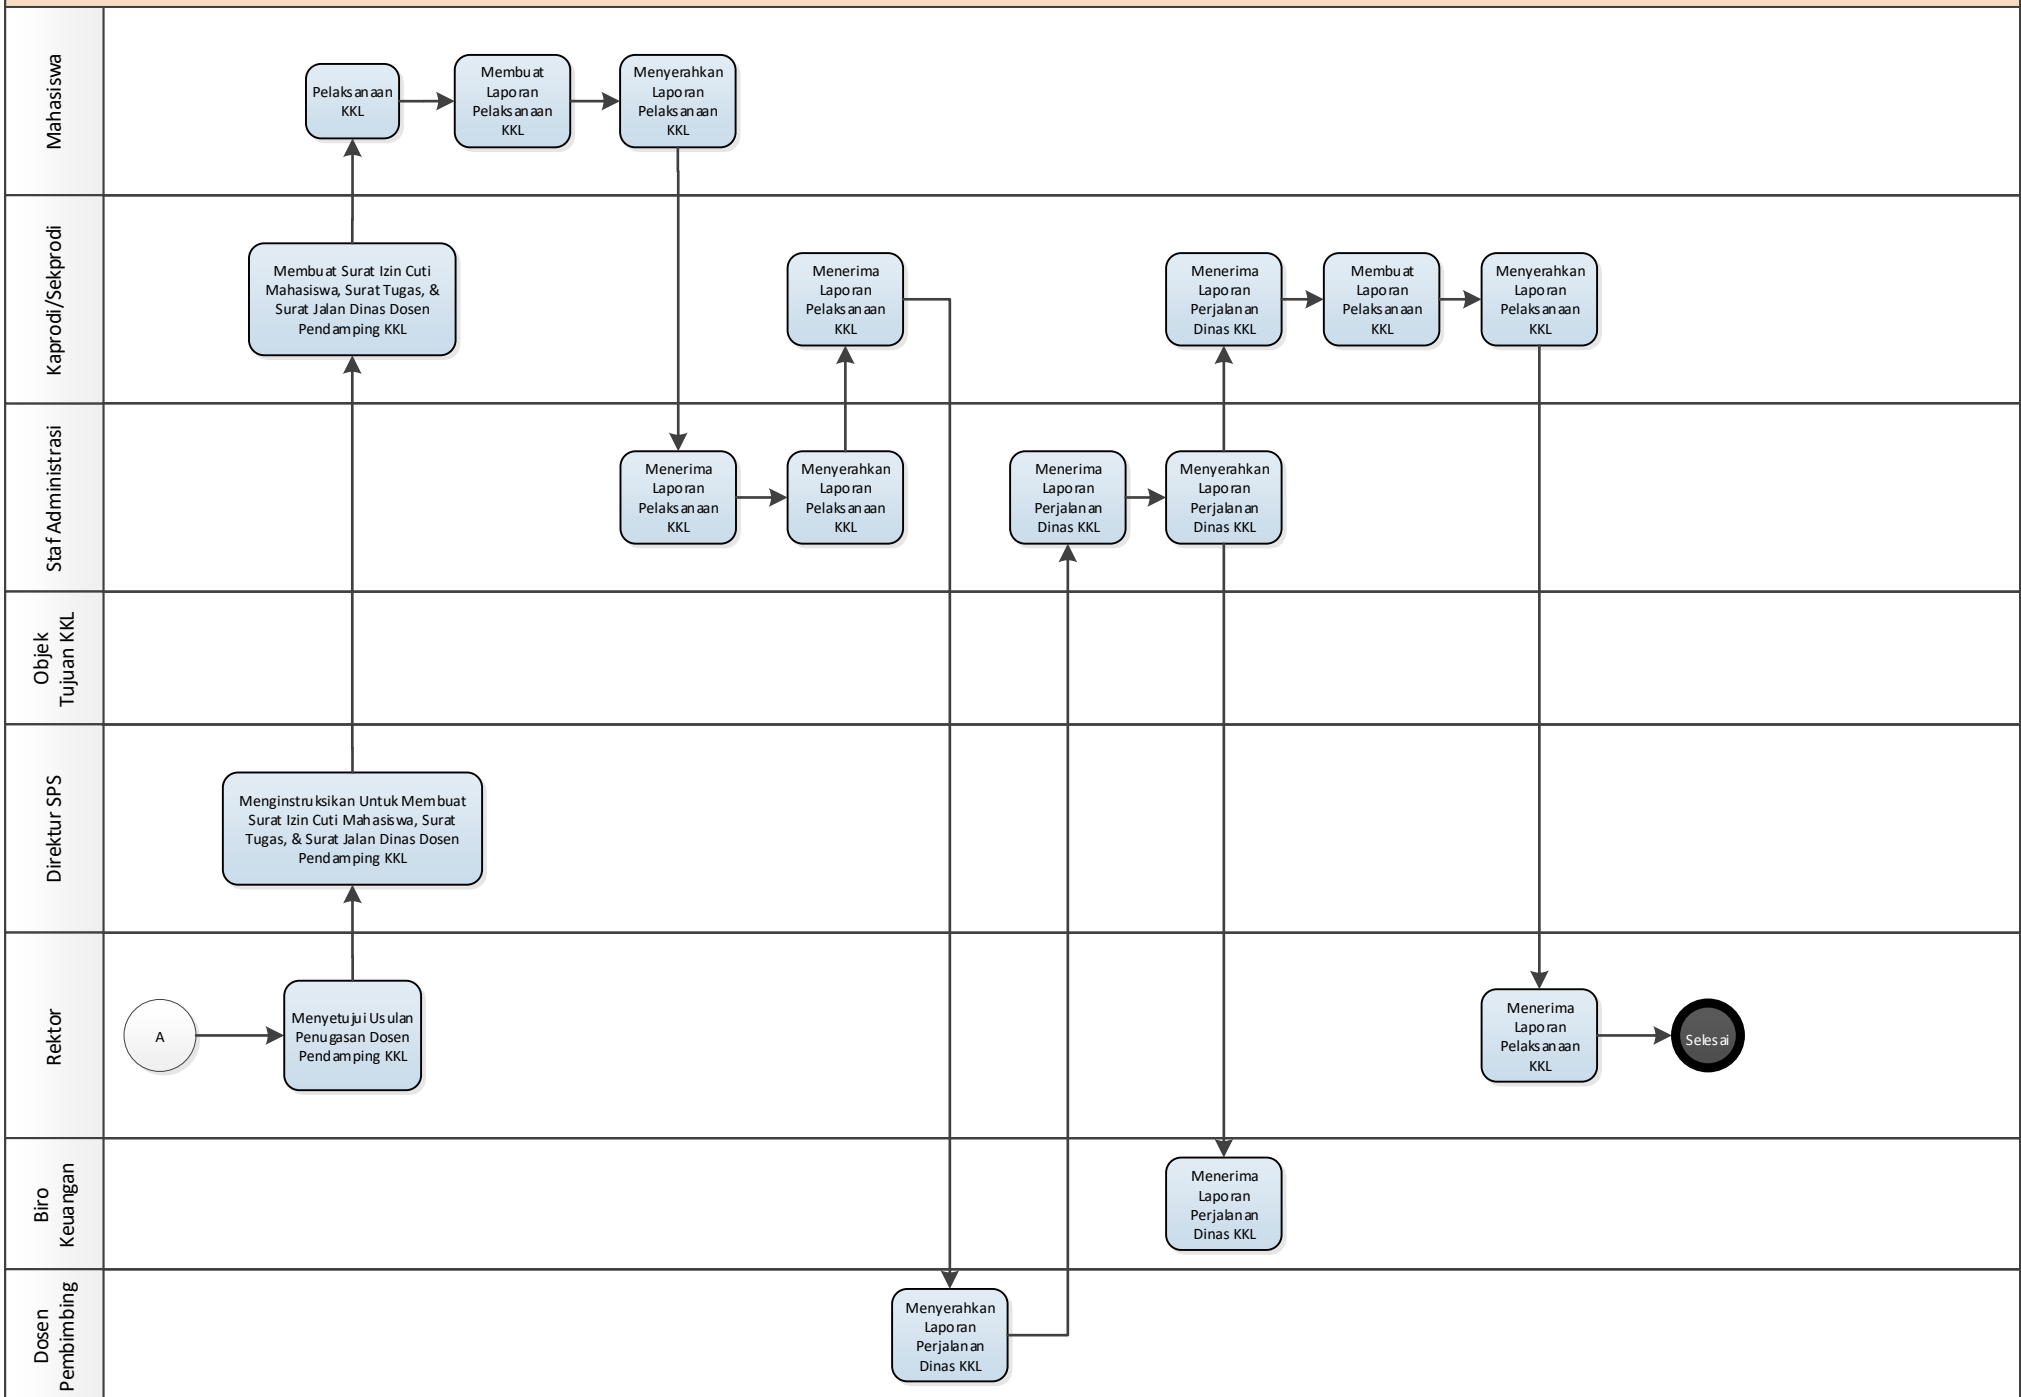 Mahasiswa
Pelaksanaan
KKL
Membuat
Laporan
Pelaksanaan
KKL
Menyerahkan
Laporan
Pelaksanaan
KKL
Kaprodi/Sekprodi
Membuat Surat Izin Cuti
Mahasiswa, Surat Tugas, &
Surat Jalan Dinas Dosen
Pendamping KKL
Menerima
Laporan
Pelaksanaan
KKL
Menerima
Laporan
Perjalanan
Dinas KKL
Membuat
Laporan
Pelaksanaan
KKL
Menyerahkan
Laporan
Pelaksanaan
KKL
Staf Administrasi
Menerima
Laporan
Pelaksanaan
KKL
Menyerahkan
Laporan
Pelaksanaan
KKL
Menerima
Laporan
Perjalanan
Dinas KKL
Menyerahkan
Laporan
Perjalanan
Dinas KKL
Objek
Tujuan KKL
Direktur SPS
Menginstruksikan Untuk Membuat
Surat Izin Cuti Mahasiswa, Surat
Tugas, & Surat Jalan Dinas Dosen
Pendamping KKL
Rektor
A
Menyetujui Usulan
Penugasan Dosen
Pendamping KKL
Menerima
Laporan
Pelaksanaan
KKL
Selesai
Biro
Keuangan
Menerima
Laporan
Perjalanan
Dinas KKL
Dosen
Pembimbing
Menyerahkan
Laporan
Perjalanan
Dinas KKL